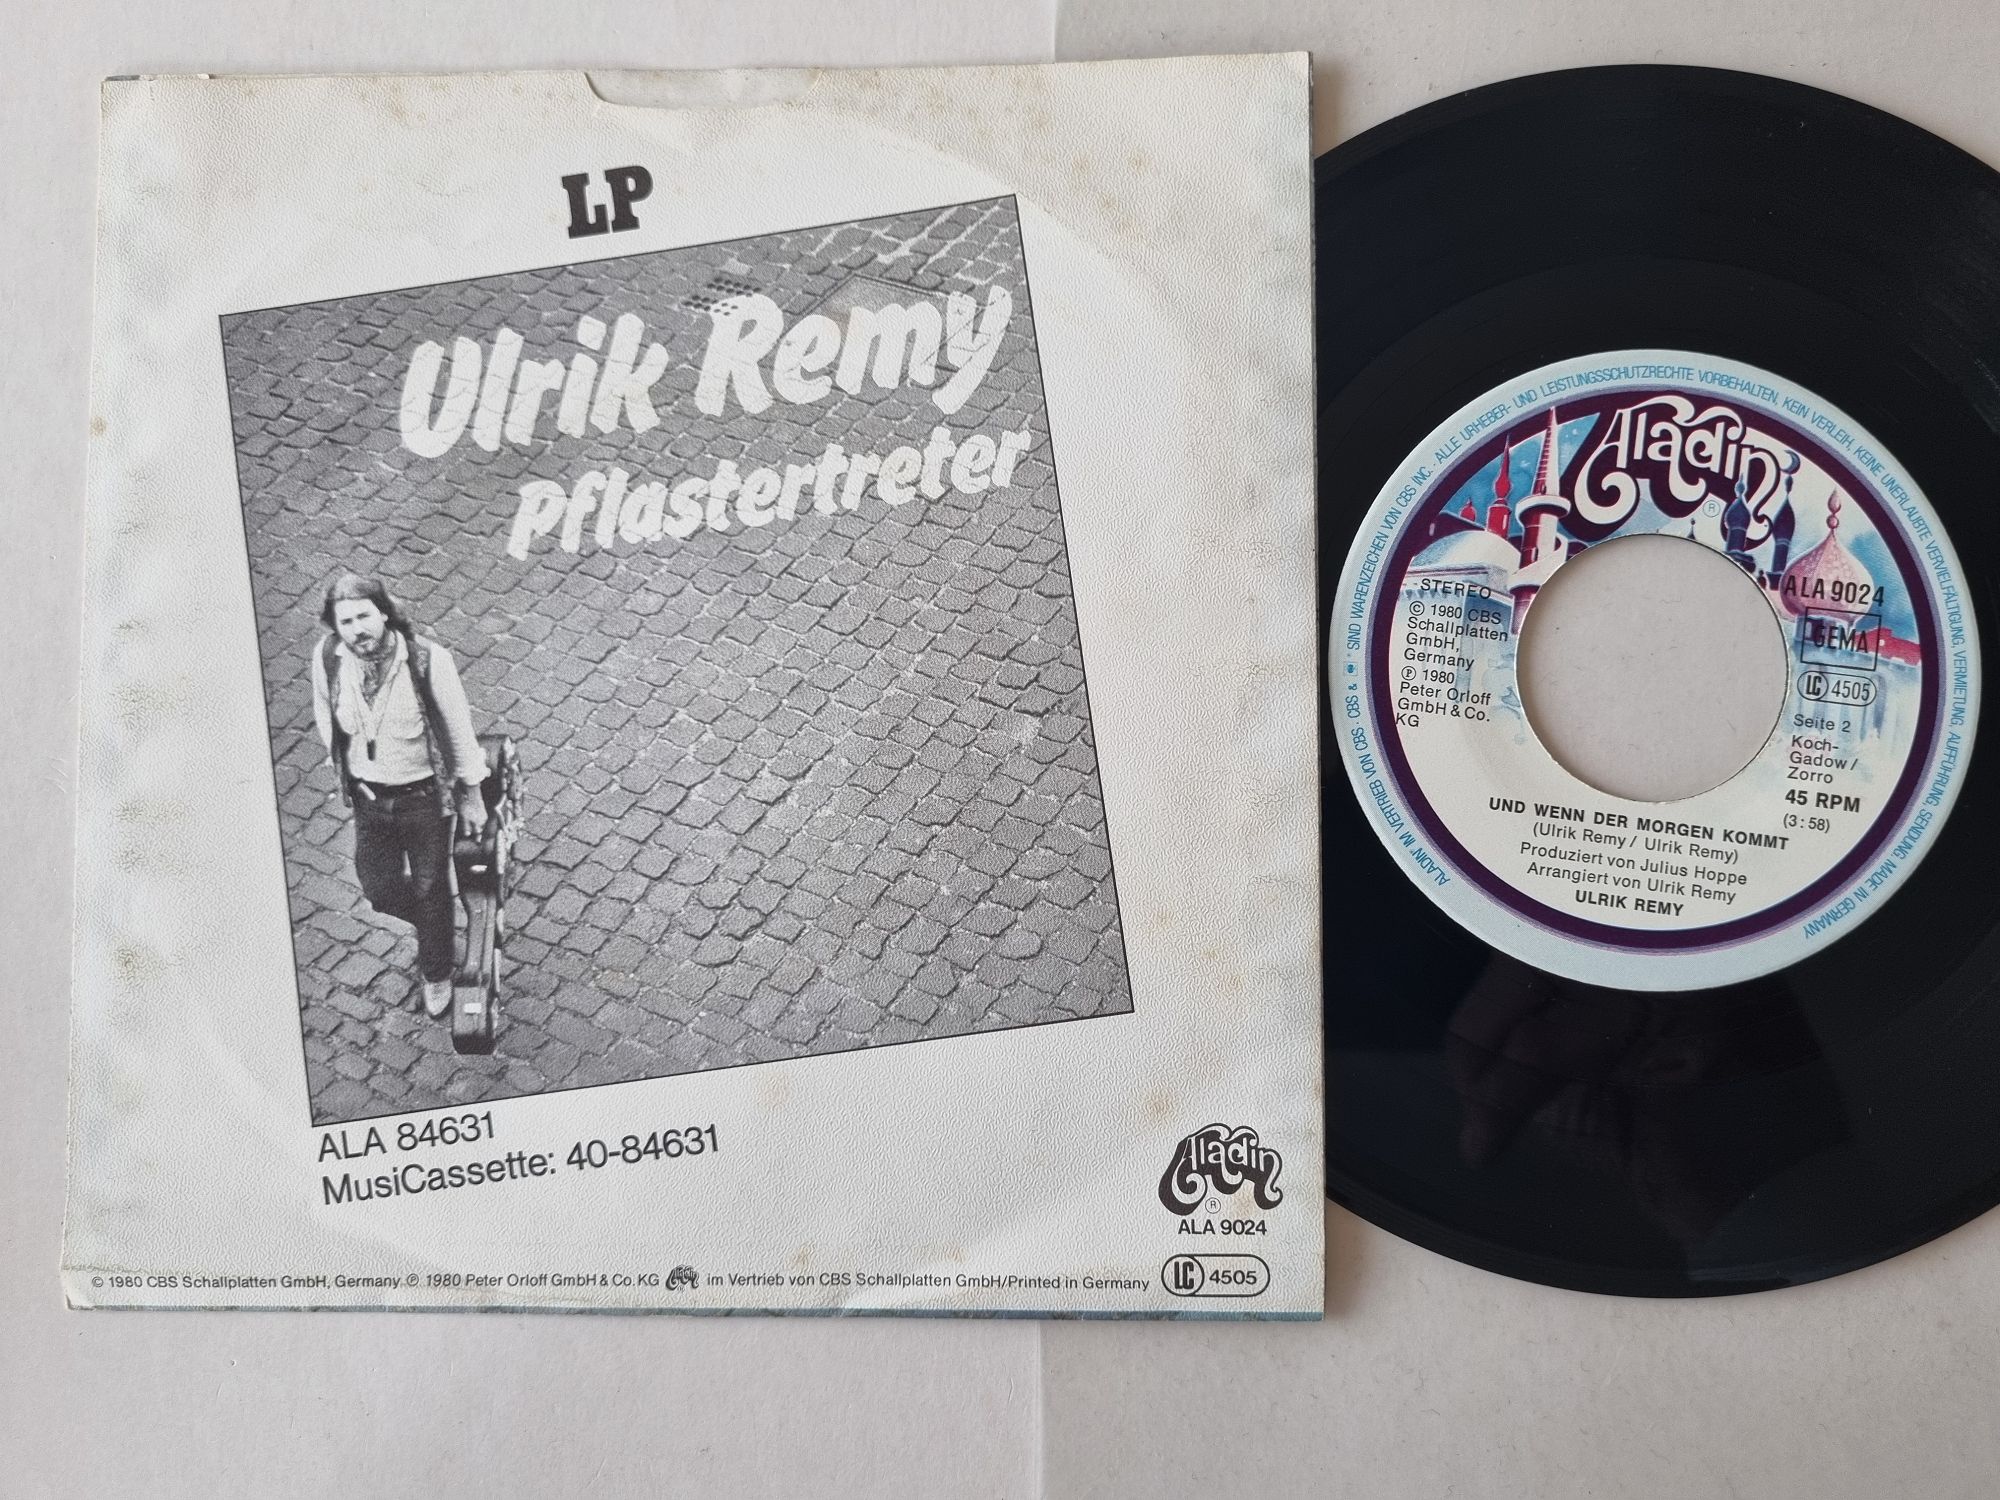 LP
Ulrik Remy
Pflastertreter
ALA 84631
MusiCassette: 40-84631
Aladin
®
ALA 9024
© 1980 CBS Schallplatten GmbH, Germany ℗ 1980 Peter Orloff GmbH & Co. KG Aladin im Vertrieb von CBS Schallplatten GmbH/Printed in Germany
LC 4505
"ALADIN" IM VERTRIEB VON CBS · CBS & ® SIND WARENZEICHEN VON CBS INC. · ALLE URHEBER- UND LEISTUNGSSCHUTZRECHTE VORBEHALTEN, KEIN VERLEIH, KEINE UNERLAUBTE VERVIELFÄLTIGUNG, VERMIETUNG, AUFFÜHRUNG, SENDUNG. MADE IN GERMANY
Aladin
®
STEREO
© 1980 CBS
Schallplatten
GmbH,
Germany
℗ 1980
Peter Orloff
GmbH & Co.
KG
ALA 9024
GEMA
LC 4505
Seite 2
Koch-
Gadow /
Zorro
45 RPM
(3:58)
UND WENN DER MORGEN KOMMT
(Ulrik Remy / Ulrik Remy)
Produziert von Julius Hoppe
Arrangiert von Ulrik Remy
ULRIK REMY